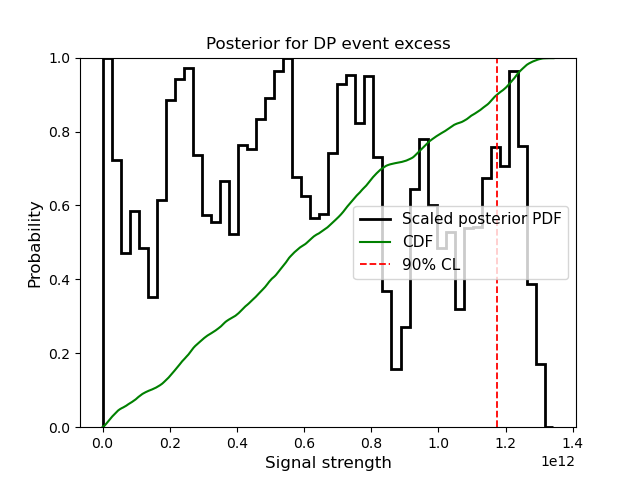 Posterior for DP event excess
Probability
1.0
0.8
0.6
0.4
0.2
0.0
Scaled posterior PDF
CDF
90% CL
0.0 0.2 0.4 0.6 0.8 1.0 1.2 1.4
1e12
Signal strength